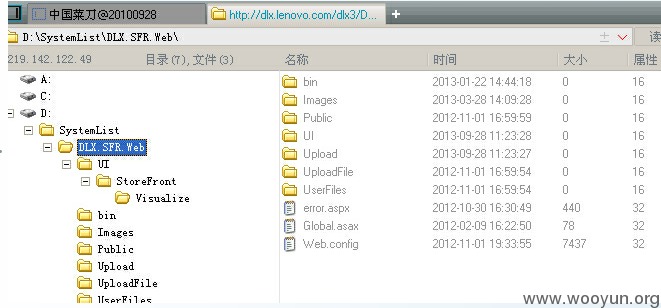 中国菜刀@20100928 http://dlx.lenovo.com/dlx3/D...
D:\SystemList\DLX.SFR.Web\ 读
219.142.122.49 目录(7),文件(3) 名称 时间 大小 属性
A: bin 2013-01-22 14:44:18 0 16
C: Images 2013-03-28 14:09:28 0 16
D: Public 2012-11-01 16:59:59 0 16
SystemList UI 2013-09-28 11:23:28 0 16
DLX.SFR.Web Upload 2013-09-28 11:23:27 0 16
UI UploadFile 2012-11-01 16:59:54 0 16
StoreFront UserFiles 2012-11-01 16:59:54 0 16
Visualize error.aspx 2012-10-30 16:30:49 440 32
bin Global.asax 2012-02-09 16:22:50 78 32
Images Web.config 2012-11-01 19:33:55 7437 32
Public
Upload
UploadFile
UserFiles
www.wooyun.org